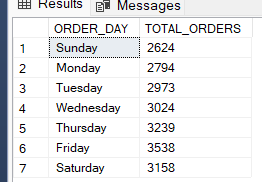 Results Messages
ORDER_DAY TOTAL_ORDERS
1 Sunday 2624
2 Monday 2794
3 Tuesday 2973
4 Wednesday 3024
5 Thursday 3239
6 Friday 3538
7 Saturday 3158